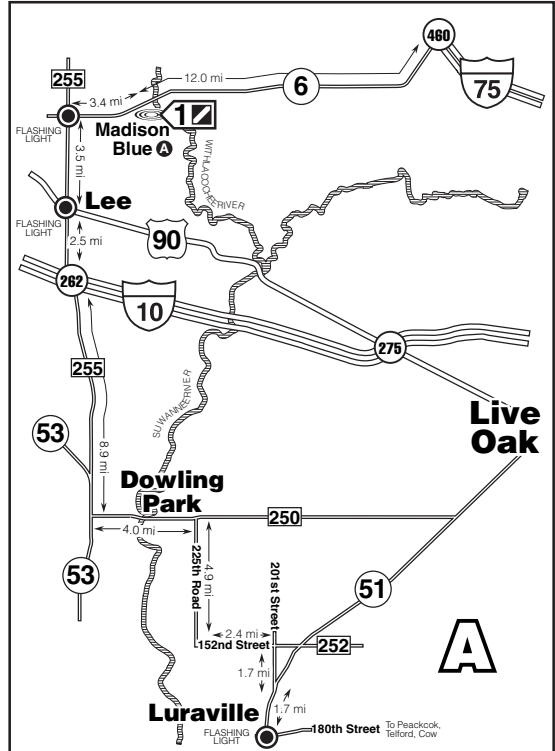 460
255
12.0 mi
6
75
3.4 mi
1
FLASHING
LIGHT
Madison
Blue A
3.5 mi
WITHLACOOCHEE RIVER
Lee
FLASHING
LIGHT
2.5 mi
90
262
10
275
255
SUWANNEE RIVER
Live
Oak
53
8.9 mi
Dowling
Park
250
4.0 mi
53
225th Road
4.9 mi
201st Street
51
2.4 mi
152nd Street
252
1.7 mi
A
Luraville
1.7 mi
FLASHING
LIGHT
180th Street
To Peackcok,
Telford, Cow